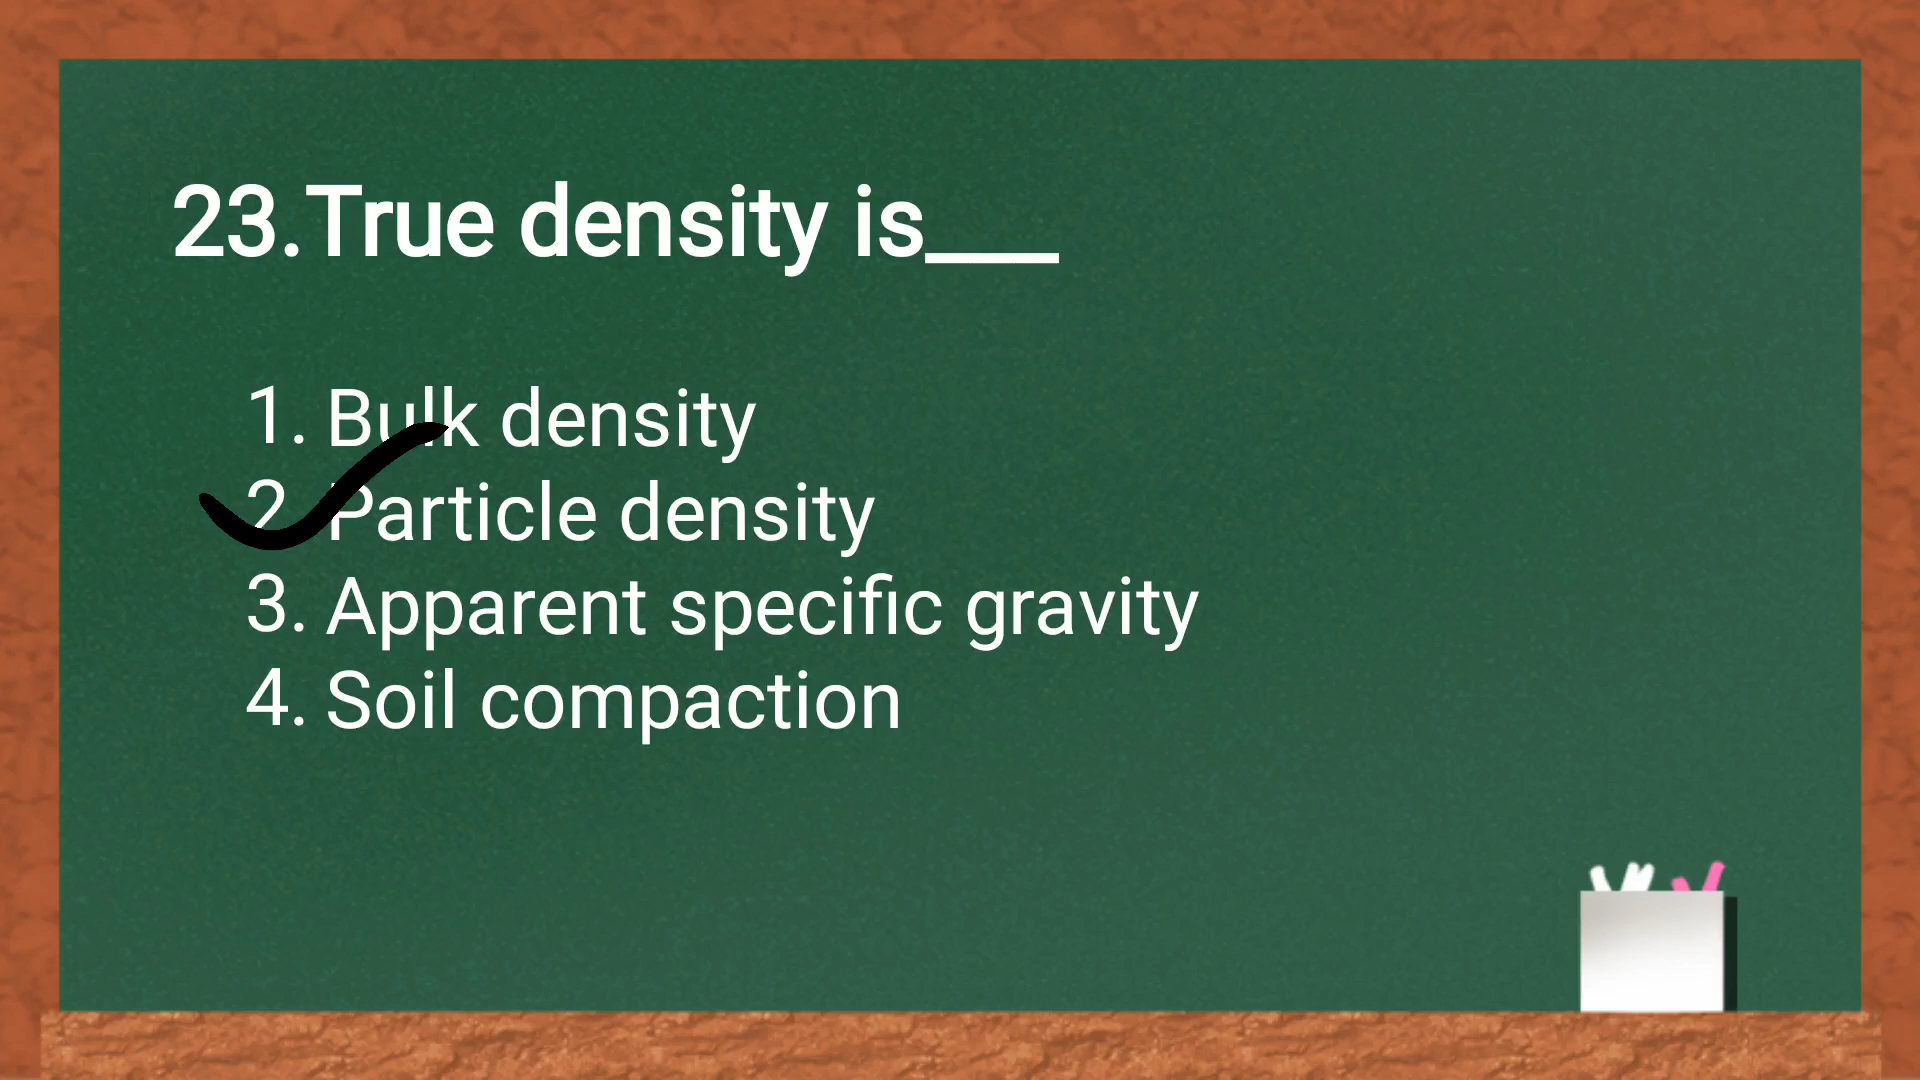 23.True density is___
1. Bulk density
2. Particle density
3. Apparent specific gravity
4. Soil compaction